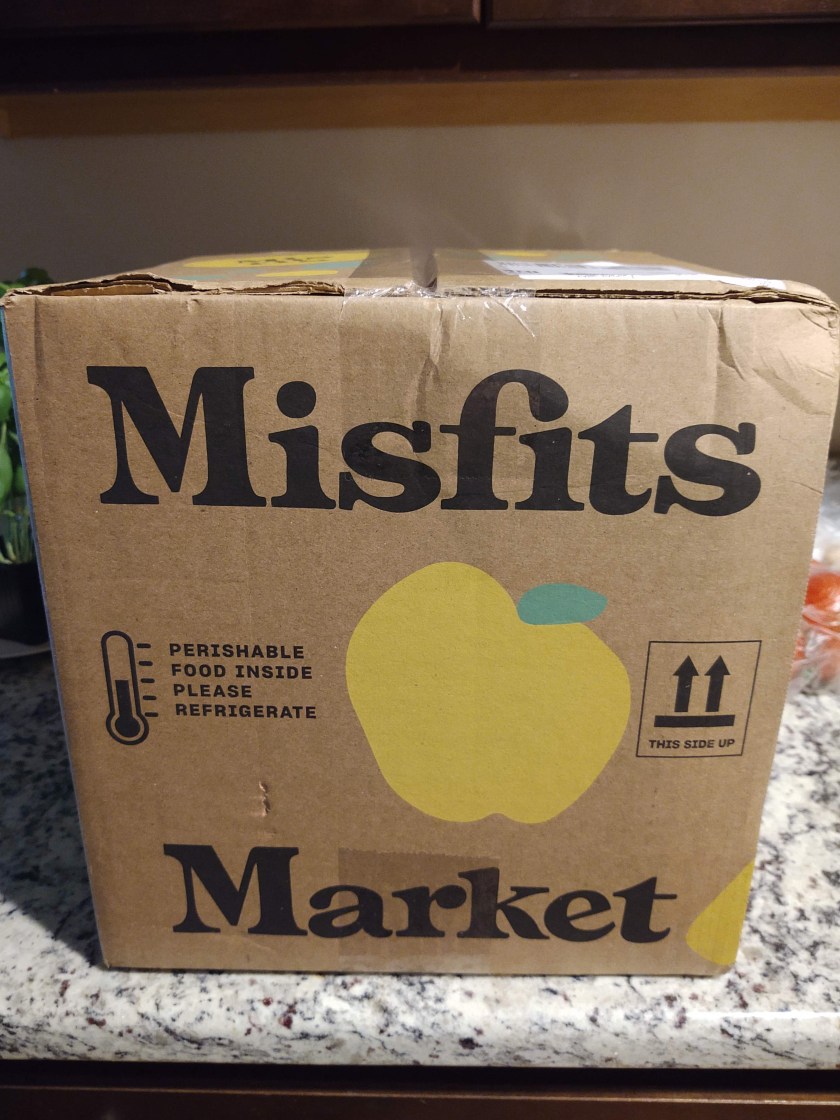 Misfits
PERISHABLE
FOOD INSIDE
PLEASE
REFRIGERATE
THIS SIDE UP
Market